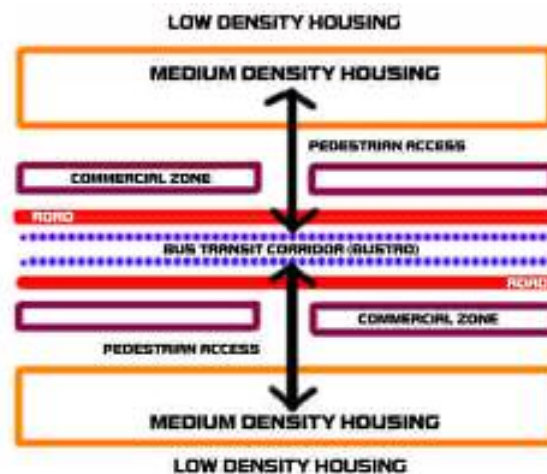 LOW DENSITY HOUSING
MEDIUM DENSITY HOUSING
PEDESTRIAN ACCESS
COMMERCIAL ZONE
ROAD
BUS TRANSIT CORRIDOR (BUSTRO)
ROAD
COMMERCIAL ZONE
PEDESTRIAN ACCESS
MEDIUM DENSITY HOUSING
LOW DENSITY HOUSING